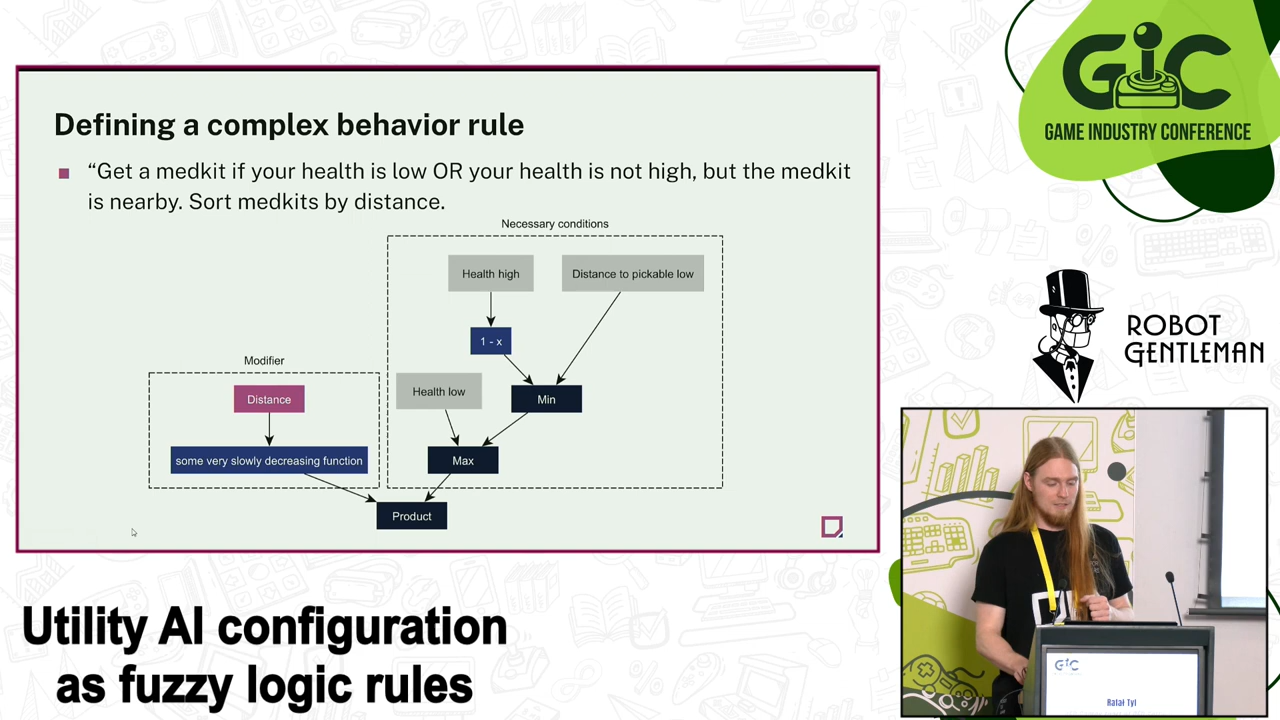 GIC
GAME INDUSTRY CONFERENCE
Defining a complex behavior rule
“Get a medkit if your health is low OR your health is not high, but the medkit
is nearby. Sort medkits by distance.
Necessary conditions
Health high
Distance to pickable low
1 - x
Modifier
Health low
Distance
Min
some very slowly decreasing function
Max
Product
ROBOT
GENTLEMAN
Utility AI configuration
as fuzzy logic rules
GIC
Rafał Tyl